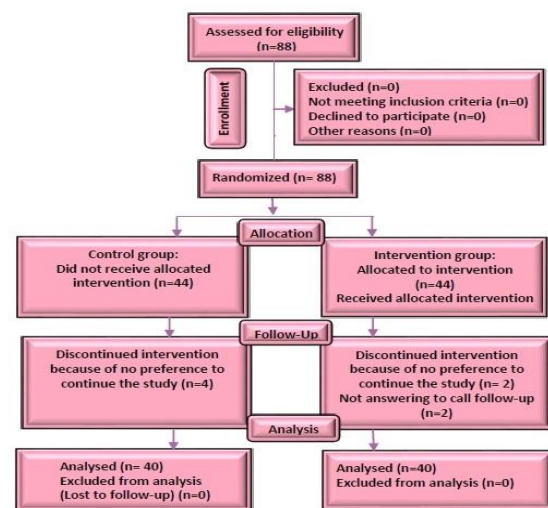 Assessed for eligibility
(n=88)
Enrollment
Excluded (n=0)
Not meeting inclusion criteria (n=0)
Declined to participate (n=0)
Other reasons (n=0)
Randomized (n= 88)
Allocation
Control group:
Did not receive allocated
intervention (n=44)
Intervention group:
Allocated to intervention
(n=44)
Received allocated intervention
Follow-Up
Discontinued intervention
because of no preference to
continue the study (n=4)
Discontinued intervention
because of no preference to
continue the study (n= 2)
Not answering to call follow-up
(n=2)
Analysis
Analysed (n= 40)
Excluded from analysis
(Lost to follow-up) (n=0)
Analysed (n=40)
Excluded from analysis (n=0)